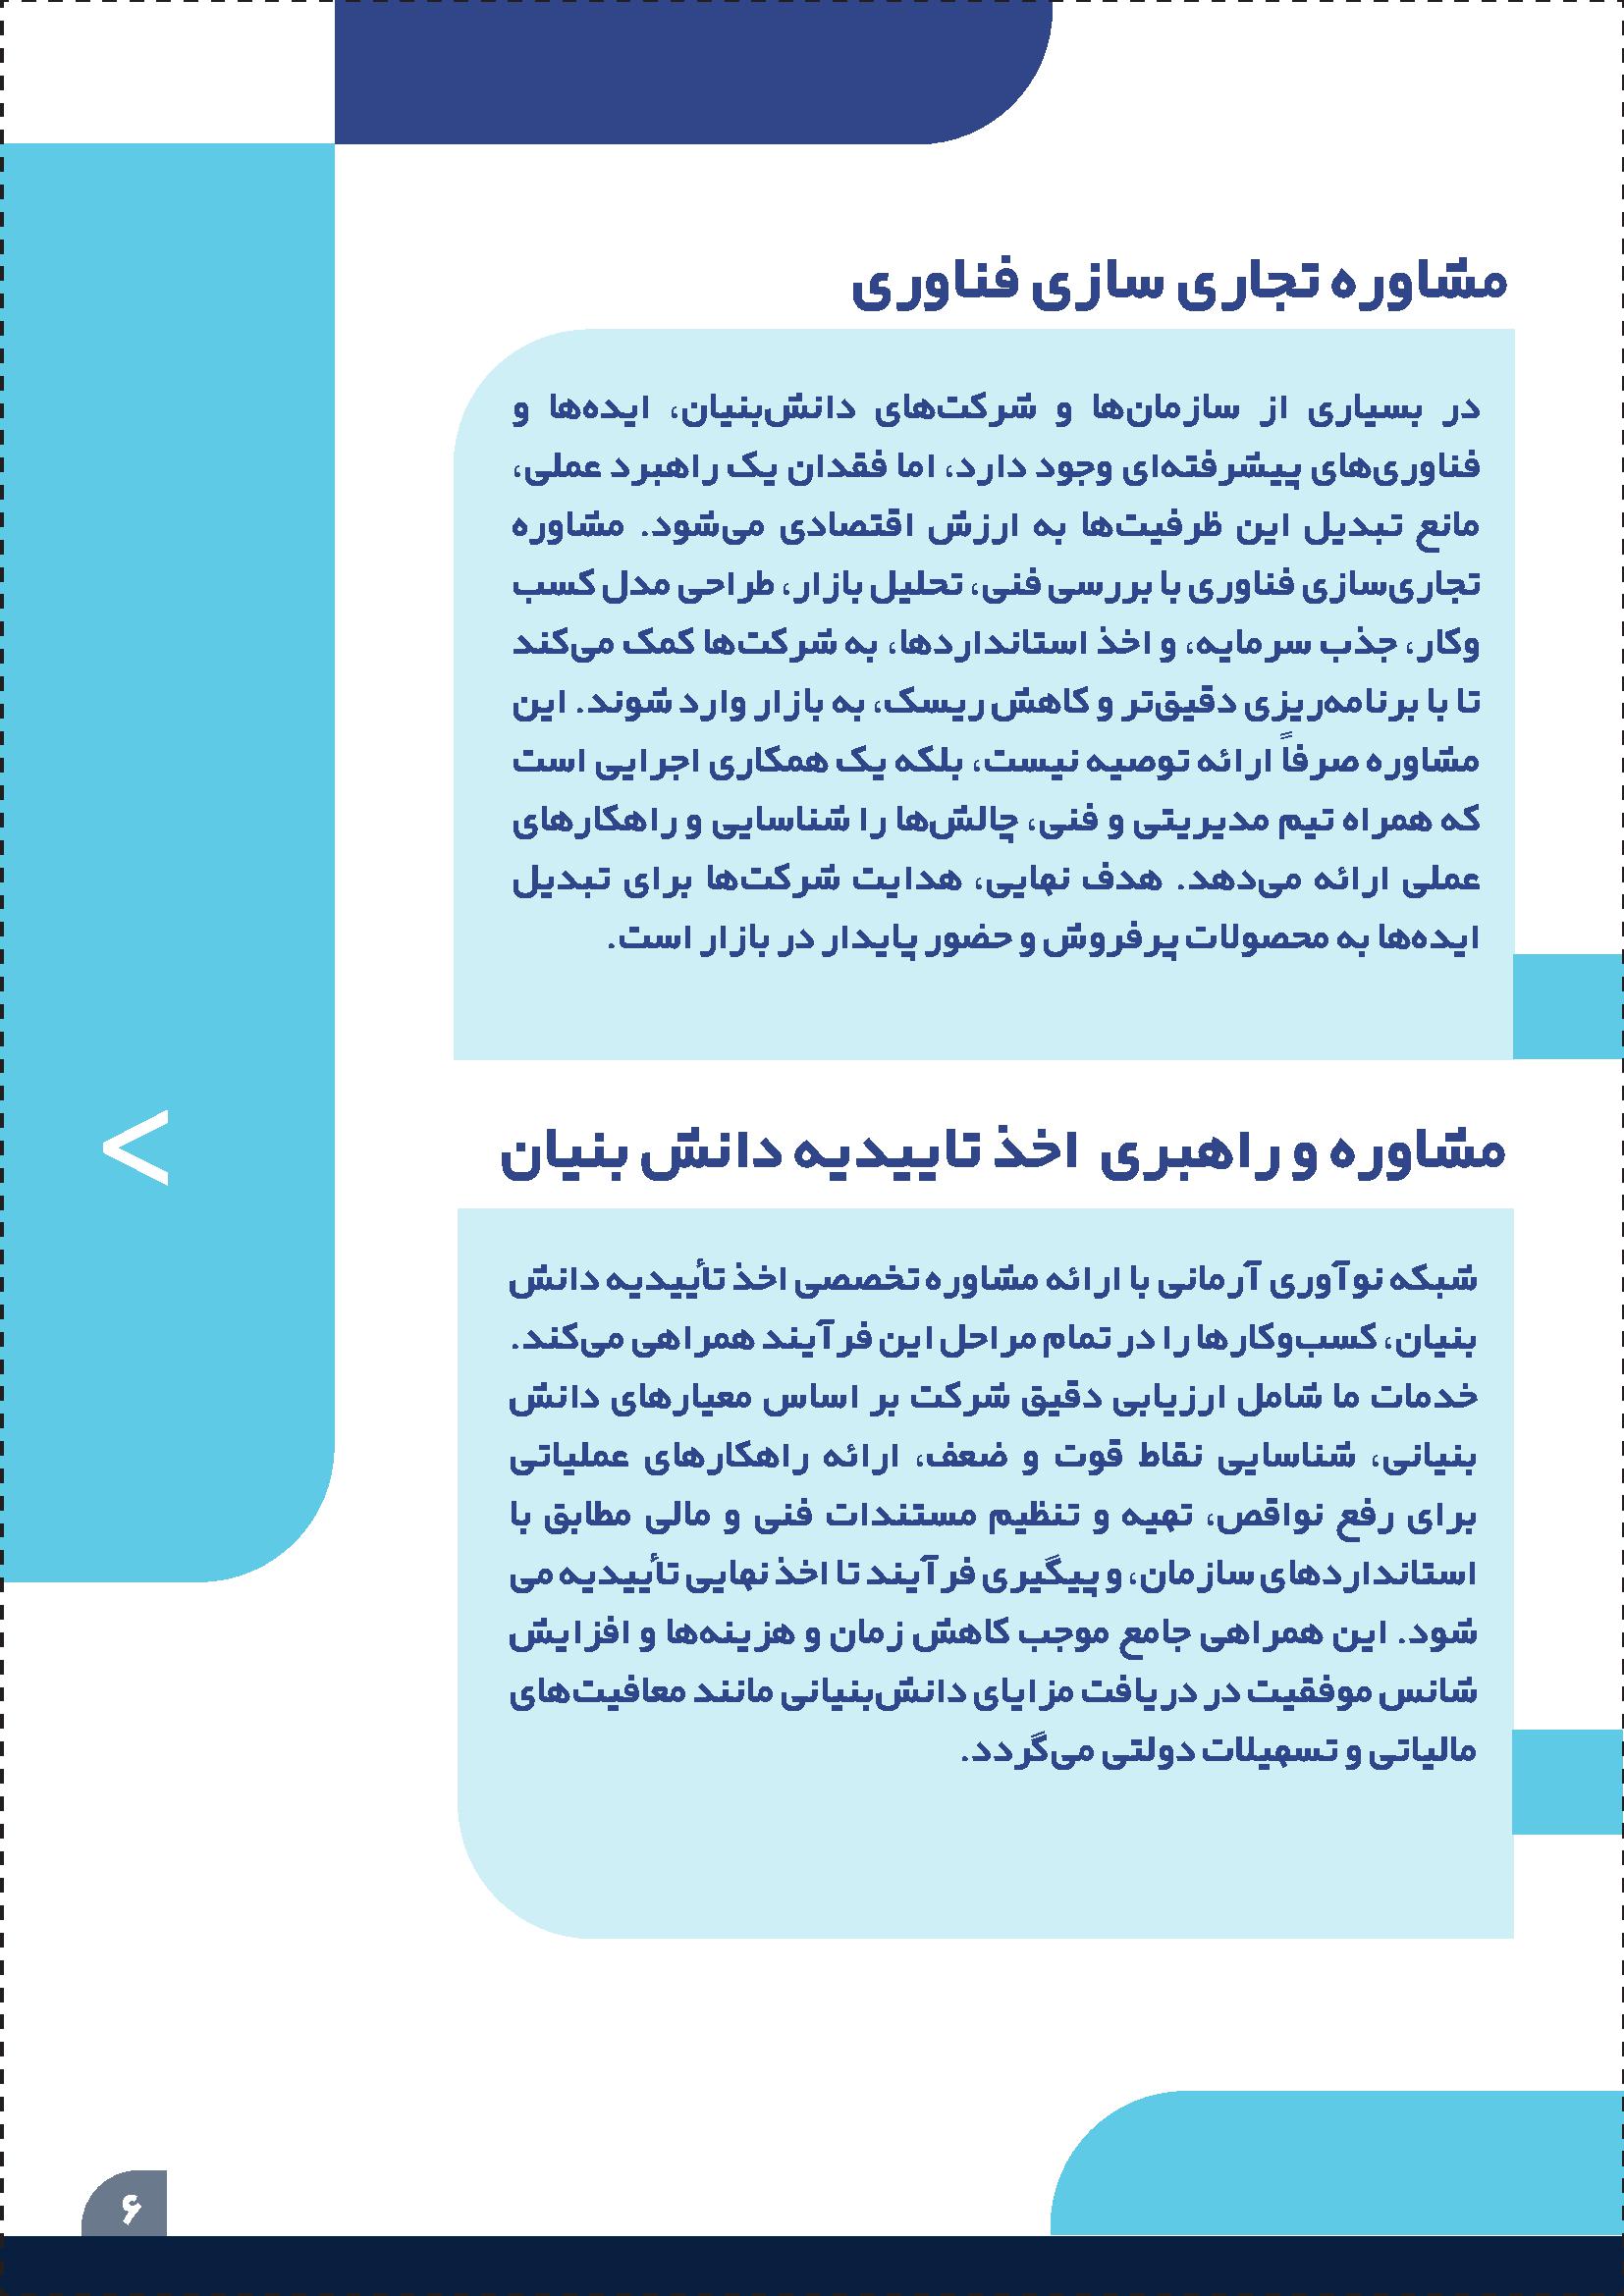 مشاوره تجاری سازی فناوری
در بسیاری از سازمان‌ها و شرکت‌های دانش‌بنیان، ایده‌ها و
فناوری‌های پیشرفته‌ای وجود دارد، اما فقدان یک راهبرد عملی،
مانع تبدیل این ظرفیت‌ها به ارزش اقتصادی می‌شود. مشاوره
تجاری‌سازی فناوری با بررسی فنی، تحلیل بازار، طراحی مدل کسب
وکار، جذب سرمایه، و اخذ استانداردها، به شرکت‌ها کمک می‌کند
تا با برنامه‌ریزی دقیق‌تر و کاهش ریسک، به بازار وارد شوند. این
مشاوره صرفاً ارائه توصیه نیست، بلکه یک همکاری اجرایی است
که همراه تیم مدیریتی و فنی، چالش‌ها را شناسایی و راهکارهای
عملی ارائه می‌دهد. هدف نهایی، هدایت شرکت‌ها برای تبدیل
ایده‌ها به محصولات پرفروش و حضور پایدار در بازار است.
>
مشاوره و راهبری اخذ تاییدیه دانش بنیان
شبکه نوآوری آرمانی با ارائه مشاوره تخصصی اخذ تأییدیه دانش
بنیان، کسب‌وکارها را در تمام مراحل این فرآیند همراهی می‌کند.
خدمات ما شامل ارزیابی دقیق شرکت بر اساس معیارهای دانش
بنیانی، شناسایی نقاط قوت و ضعف، ارائه راهکارهای عملیاتی
برای رفع نواقص، تهیه و تنظیم مستندات فنی و مالی مطابق با
استانداردهای سازمان، و پیگیری فرآیند تا اخذ نهایی تأییدیه می
شود. این همراهی جامع موجب کاهش زمان و هزینه‌ها و افزایش
شانس موفقیت در دریافت مزایای دانش‌بنیانی مانند معافیت‌های
مالیاتی و تسهیلات دولتی می‌گردد.
۶